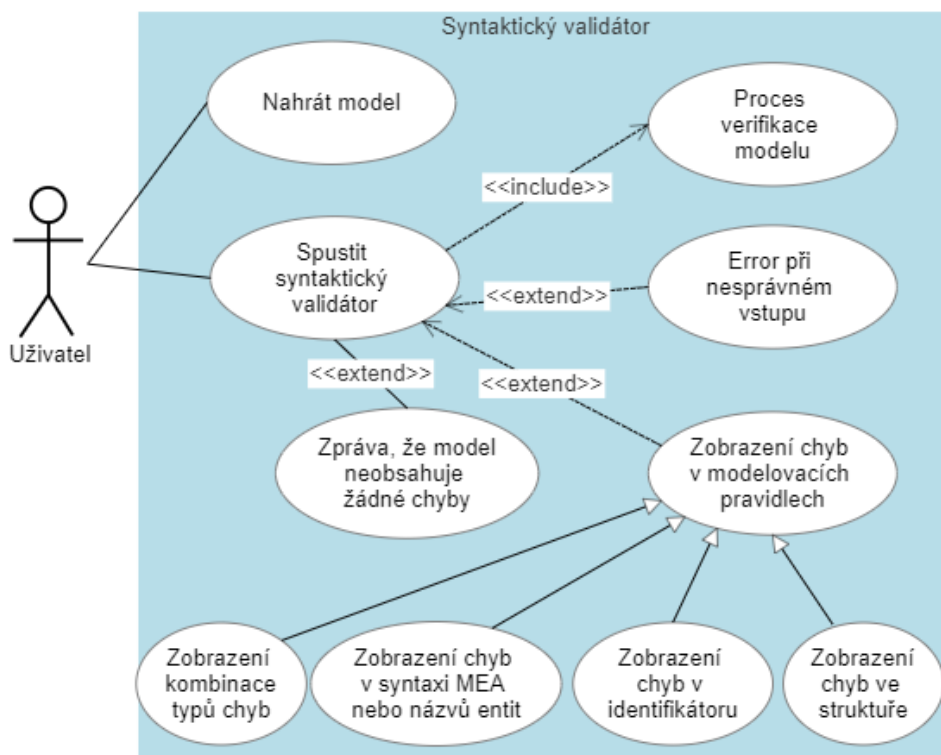 Syntaktický validátor
Nahrát model
Proces
verifikace
modelu
<<include>>
Spustit
syntaktický
validátor
<<extend>>
Error při
nesprávném
vstupu
Uživatel
<<extend>>
<<extend>>
Zpráva, že model
neobsahuje
žádné chyby
Zobrazení chyb
v modelovacích
pravidlech
Zobrazení
kombinace
typů chyb
Zobrazení chyb
v syntaxi MEA
nebo názvů entit
Zobrazení
chyb v
identifikátoru
Zobrazení
chyb ve
struktuře